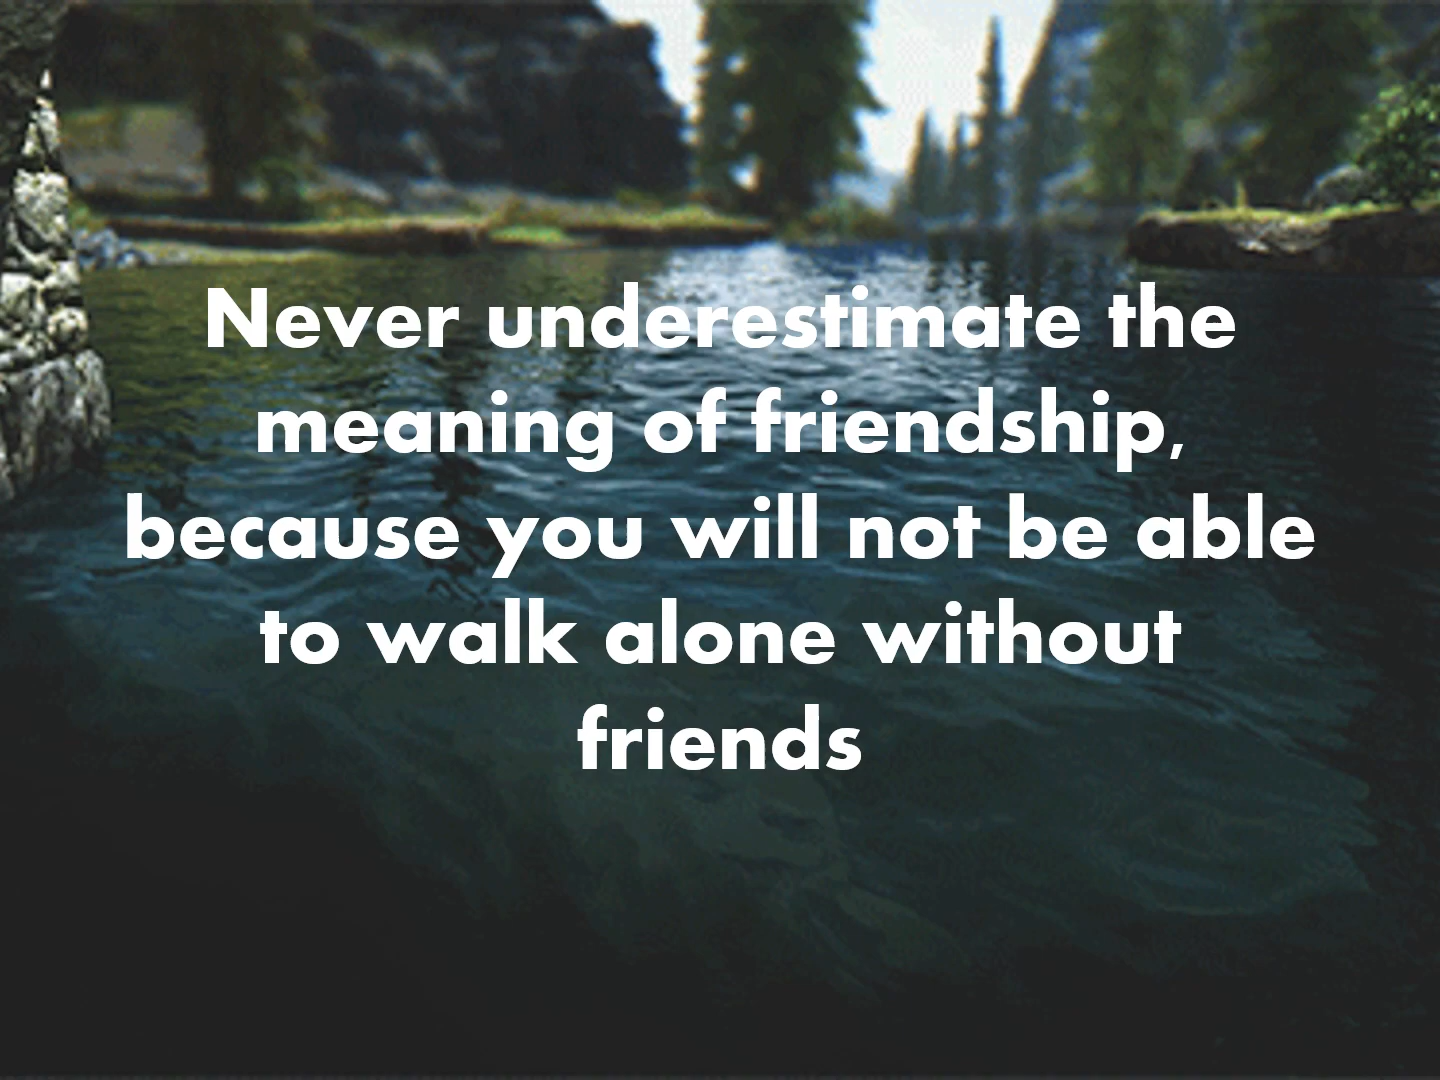 Never underestimate the
meaning of friendship,
because you will not be able
to walk alone without
friends